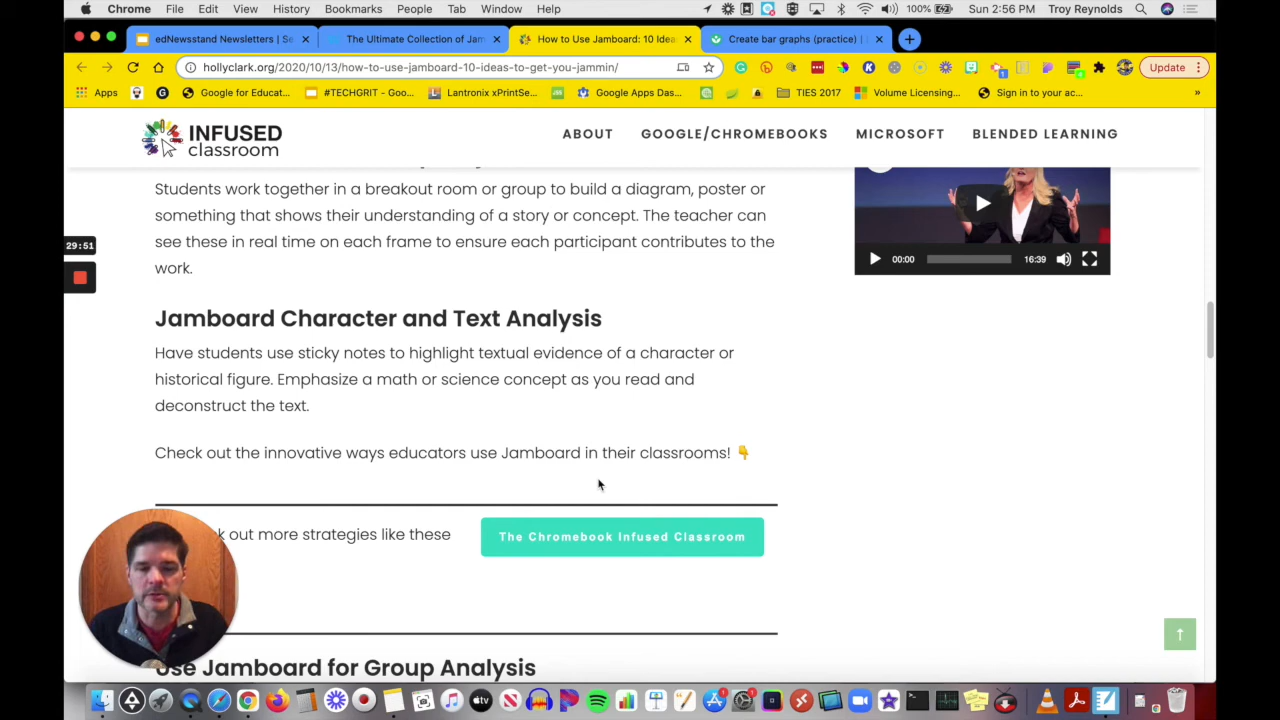 Chrome File Edit View History Bookmarks People Tab Window Help 100% Sun 2:56 PM Troy Reynolds
edNewsstand Newsletters | Se × The Ultimate Collection of Jam × How to Use Jamboard: 10 Idea × Create bar graphs (practice) | ×
hollyclark.org/2020/10/13/how-to-use-jamboard-10-ideas-to-get-you-jammin/ Update
Apps Google for Educat... #TECHGRIT - Goo... Lantronix xPrintSe... Google Apps Das... TIES 2017 Volume Licensing... Sign in to your ac... »
INFUSED
classroom
ABOUT GOOGLE/CHROMEBOOKS MICROSOFT BLENDED LEARNING
Students work together in a breakout room or group to build a diagram, poster or
something that shows their understanding of a story or concept. The teacher can
see these in real time on each frame to ensure each participant contributes to the
work.
29:51
00:00 16:39
Jamboard Character and Text Analysis
Have students use sticky notes to highlight textual evidence of a character or
historical figure. Emphasize a math or science concept as you read and
deconstruct the text.
Check out the innovative ways educators use Jamboard in their classrooms! 👇
out more strategies like these
The Chromebook Infused Classroom
Use Jamboard for Group Analysis